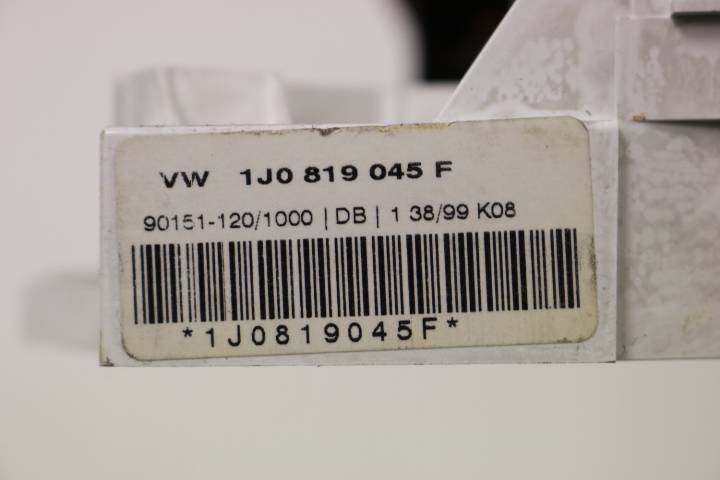 VW 1J0 819 045 F
90151-120/1000 | DB | 1 38/99 K08
*1J0819045F*